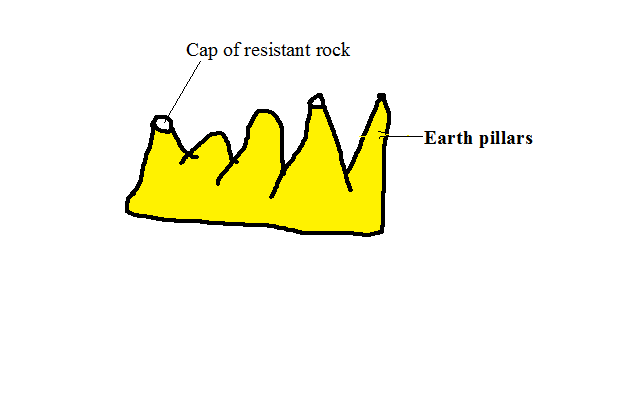 Cap of resistant rock
Earth pillars